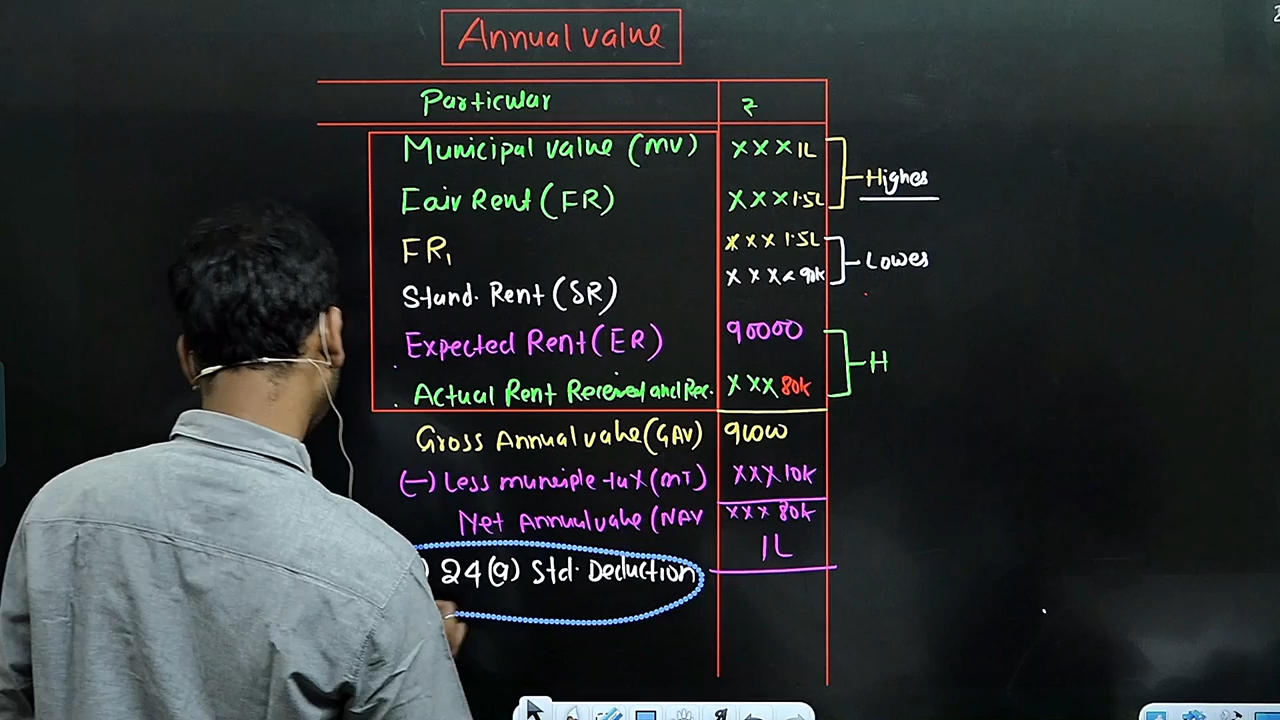 Annual value
Particular ₹
Municipal value (MV) XXX 1L
Highes
Fair Rent (FR) XXX 1.5L
FR1 XXX 1.5L
Lowes
Stand. Rent (SR) XXX 90k
Expected Rent (ER) 90000
H
Actual Rent Received and Rec. XXX 80k
Gross Annual value (GAV) 90000
(-) Less municiple tax (MT) XXX 10k
Net Annual value (NAV XXX 80k
1L
) 24 (a) Std. Deduction